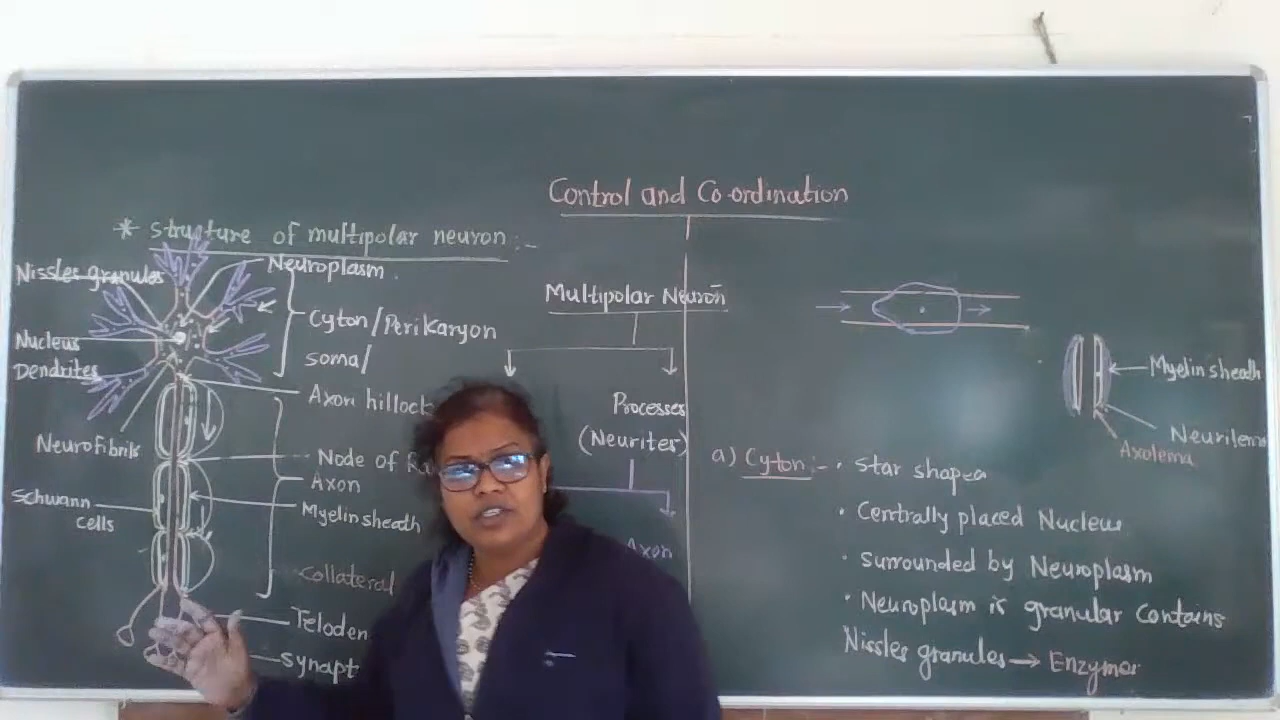 Control and Co-ordination
* Structure of multipolar neuron:-
Nissles granules
Neuroplasm
Cyton/Perikaryon
soma/
Nucleus
Dendrites
Axon hillock
Neurofibrils
Node of Ra
Axon
Schwann
cells
Myelin sheath
Collateral
Teloden
Synapt
Multipolar Neuron
Processes
(Neurites)
Axon
Myelin sheath
Neurilema
Axolema
a) Cyton:- • Star shaped
• Centrally placed Nucleus
• Surrounded by Neuroplasm
• Neuroplasm is granular contains
Nissles granules → Enzymes